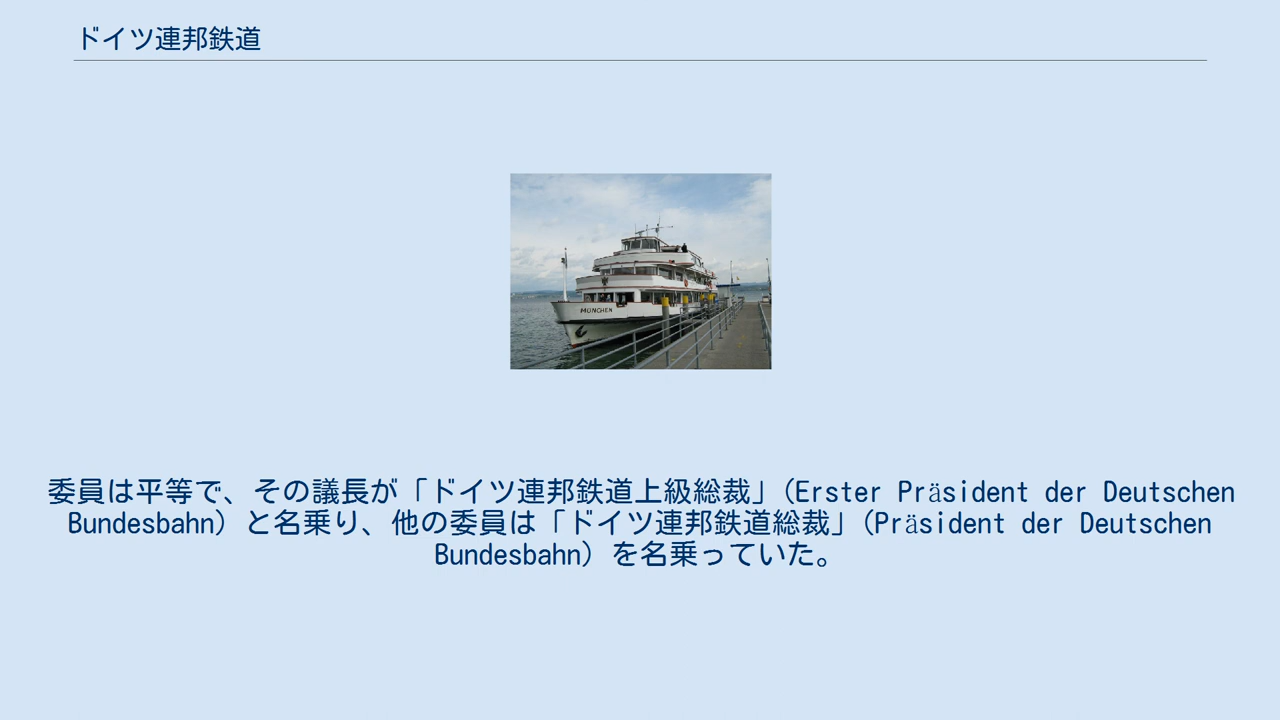 ドイツ連邦鉄道
MÜNCHEN
委員は平等で、その議長が「ドイツ連邦鉄道上級総裁」(Erster Präsident der Deutschen
Bundesbahn) と名乗り、他の委員は「ドイツ連邦鉄道総裁」(Präsident der Deutschen
Bundesbahn) を名乗っていた。